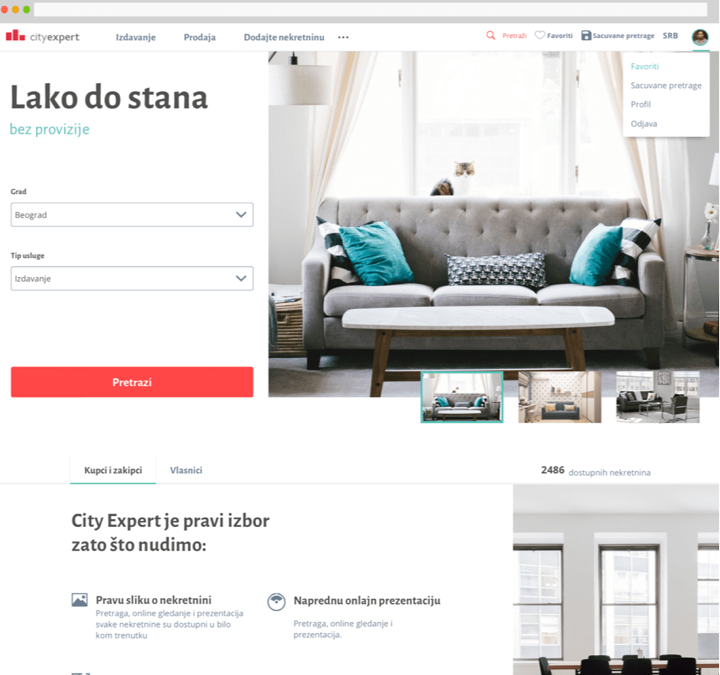 cityexpert
Izdavanje
Prodaja
Dodajte nekretninu
Pretraži
Favoriti
Sacuvane pretrage
SRB
Favoriti
Sacuvane pretrage
Profil
Odjava
Lako do stana
bez provizije
Grad
Beograd
Tip usluge
Izdavanje
Pretrazi
Kupci i zakipci
Vlasnici
2486 dostupnih nekretnina
City Expert je pravi izbor
zato što nudimo:
Pravu sliku o nekretnini
Pretraga, online gledanje i prezentacija
svake nekretnine su dostupni u bilo
kom trenutku
Naprednu onlajn prezentaciju
Pretraga, online gledanje i
prezentacija.